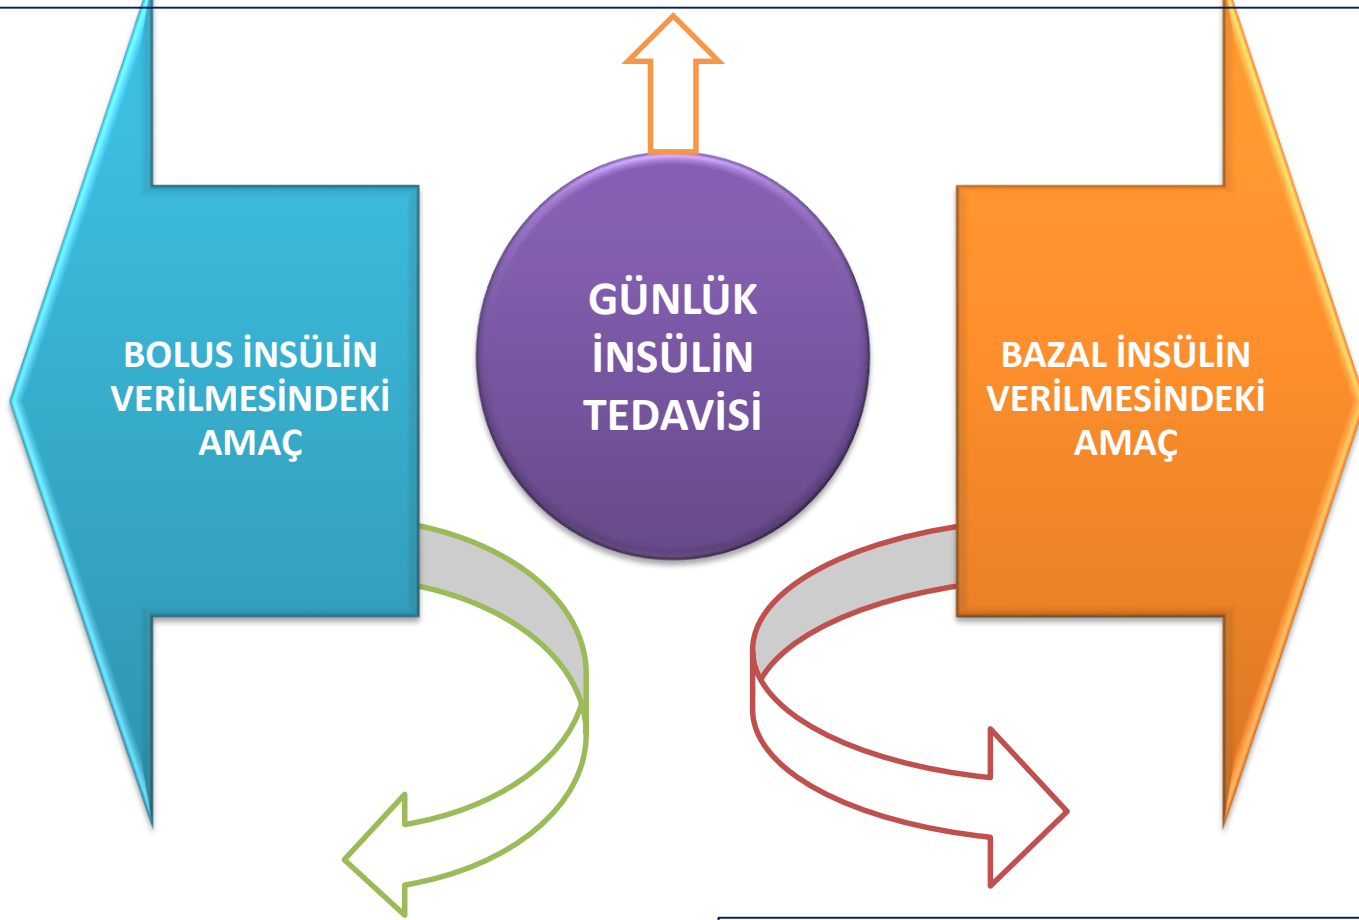 BOLUS İNSÜLİN
VERİLMESİNDEKİ
AMAÇ
GÜNLÜK
İNSÜLİN
TEDAVİSİ
BAZAL İNSÜLİN
VERİLMESİNDEKİ
AMAÇ